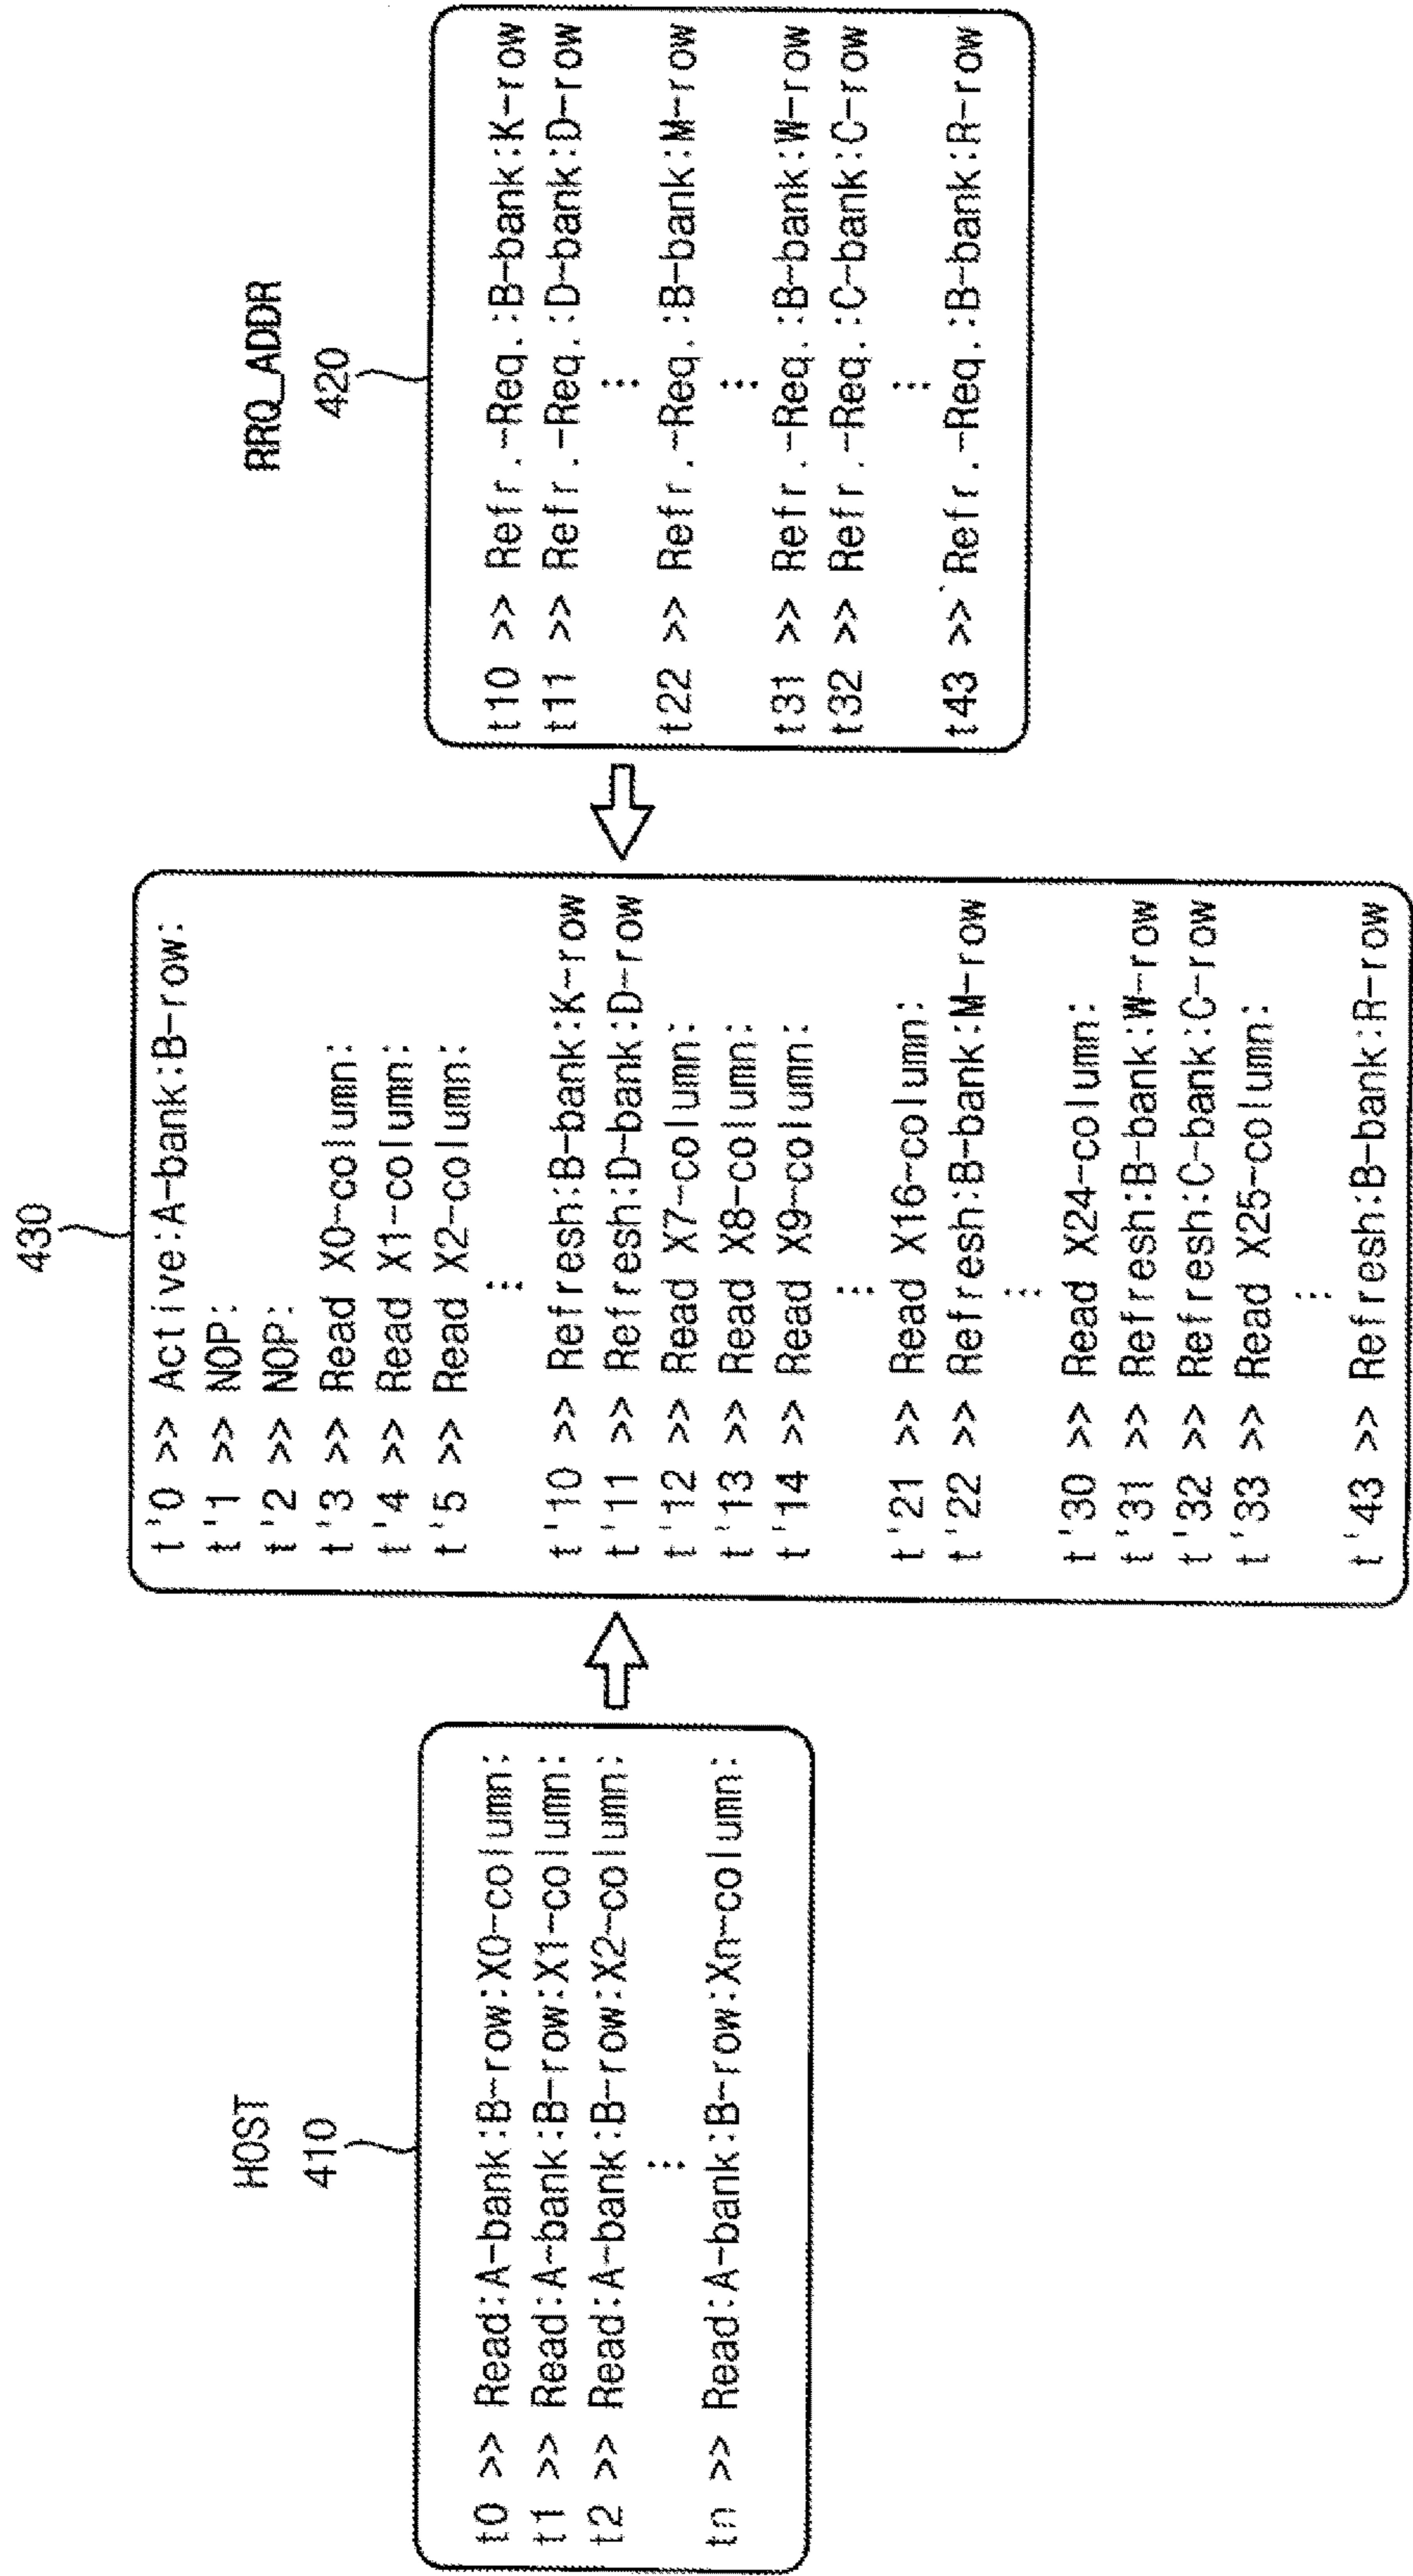 HOST
410
t0 >> Read:A-bank:B-row:X0-column:
t1 >> Read:A-bank:B-row:X1-column:
t2 >> Read:A-bank:B-row:X2-column:
⋮
tn >> Read:A-bank:B-row:Xn-column:
430
t'0 >> Active:A-bank:B-row:
t'1 >> NOP:
t'2 >> NOP:
t'3 >> Read X0-column:
t'4 >> Read X1-column:
t'5 >> Read X2-column:
⋮
t'10 >> Refresh:B-bank:K-row
t'11 >> Refresh:D-bank:D-row
t'12 >> Read X7-column:
t'13 >> Read X8-column:
t'14 >> Read X9-column:
⋮
t'21 >> Read X16-column:
t'22 >> Refresh:B-bank:M-row
⋮
t'30 >> Read X24-column:
t'31 >> Refresh:B-bank:W-row
t'32 >> Refresh:C-bank:C-row
t'33 >> Read X25-column:
⋮
t'43 >> Refresh:B-bank:R-row
RRQ_ADDR
420
t10 >> Refr.-Req.:B-bank:K-row
t11 >> Refr.-Req.:D-bank:D-row
⋮
t22 >> Refr.-Req.:B-bank:M-row
⋮
t31 >> Refr.-Req.:B-bank:W-row
t32 >> Refr.-Req.:C-bank:C-row
⋮
t43 >> Refr.-Req.:B-bank:R-row